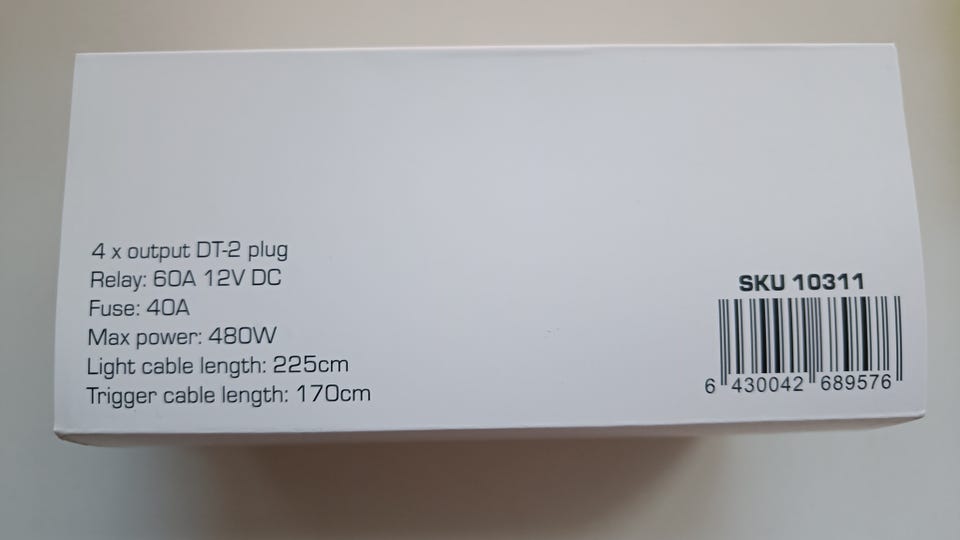 4 x output DT-2 plug
Relay: 60A 12V DC
Fuse: 40A
Max power: 480W
Light cable length: 225cm
Trigger cable length: 170cm
SKU 10311
6 430042 689576